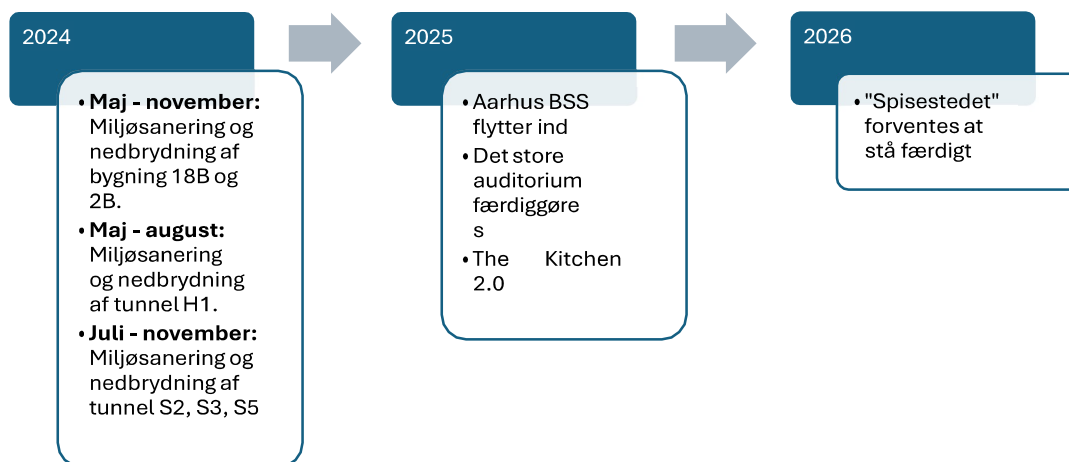 2024
• Maj - november:
Miljøsanering og
nedbrydning af
bygning 18B og
2B.
• Maj - august:
Miljøsanering
og nedbrydning
af tunnel H1.
• Juli - november:
Miljøsanering og
nedbrydning af
tunnel S2, S3, S5
2025
• Aarhus BSS
flytter ind
• Det store
auditorium
færdiggøre
s
• The Kitchen
2.0
2026
• "Spisestedet"
forventes at
stå færdigt